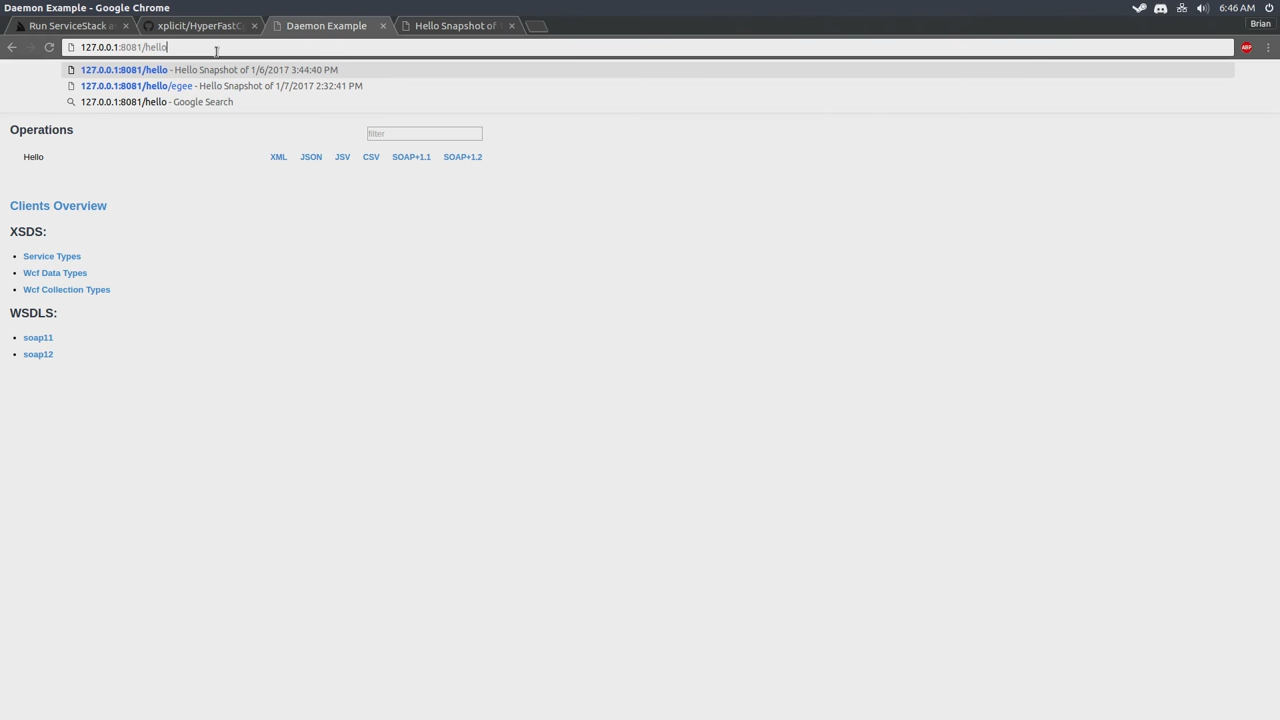 Daemon Example - Google Chrome
6:46 AM
Run ServiceStack as
xplicit/HyperFastC
Daemon Example
Hello Snapshot of
Brian
127.0.0.1:8081/hello
ABP
127.0.0.1:8081/hello - Hello Snapshot of 1/6/2017 3:44:40 PM
127.0.0.1:8081/hello/egee - Hello Snapshot of 1/7/2017 2:32:41 PM
127.0.0.1:8081/hello - Google Search
Operations
filter
Hello XML JSON JSV CSV SOAP+1.1 SOAP+1.2
Clients Overview
XSDS:
• Service Types
• Wcf Data Types
• Wcf Collection Types
WSDLS:
• soap11
• soap12